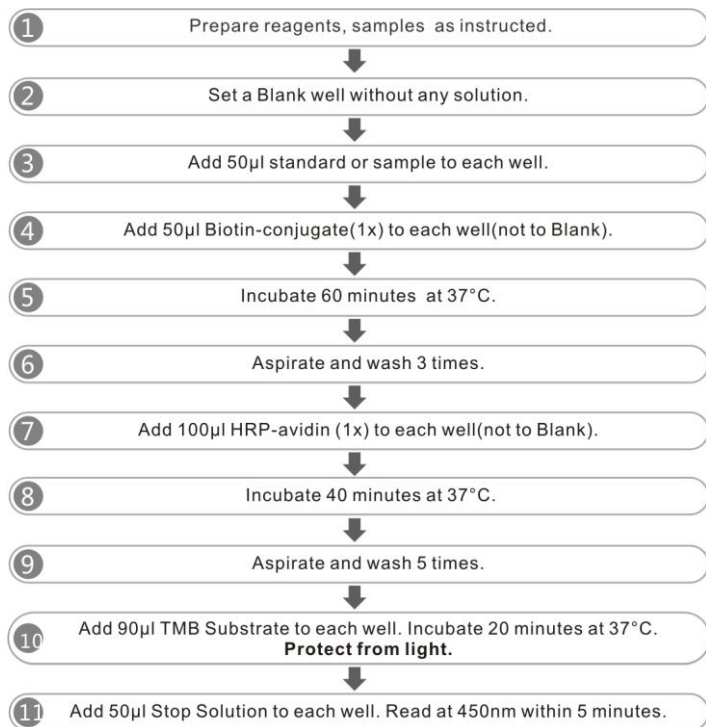 1 Prepare reagents, samples as instructed.
2 Set a Blank well without any solution.
3 Add 50μl standard or sample to each well.
4 Add 50μl Biotin-conjugate(1x) to each well(not to Blank).
5 Incubate 60 minutes at 37°C.
6 Aspirate and wash 3 times.
7 Add 100μl HRP-avidin (1x) to each well(not to Blank).
8 Incubate 40 minutes at 37°C.
9 Aspirate and wash 5 times.
10 Add 90μl TMB Substrate to each well. Incubate 20 minutes at 37°C.
Protect from light.
11 Add 50μl Stop Solution to each well. Read at 450nm within 5 minutes.